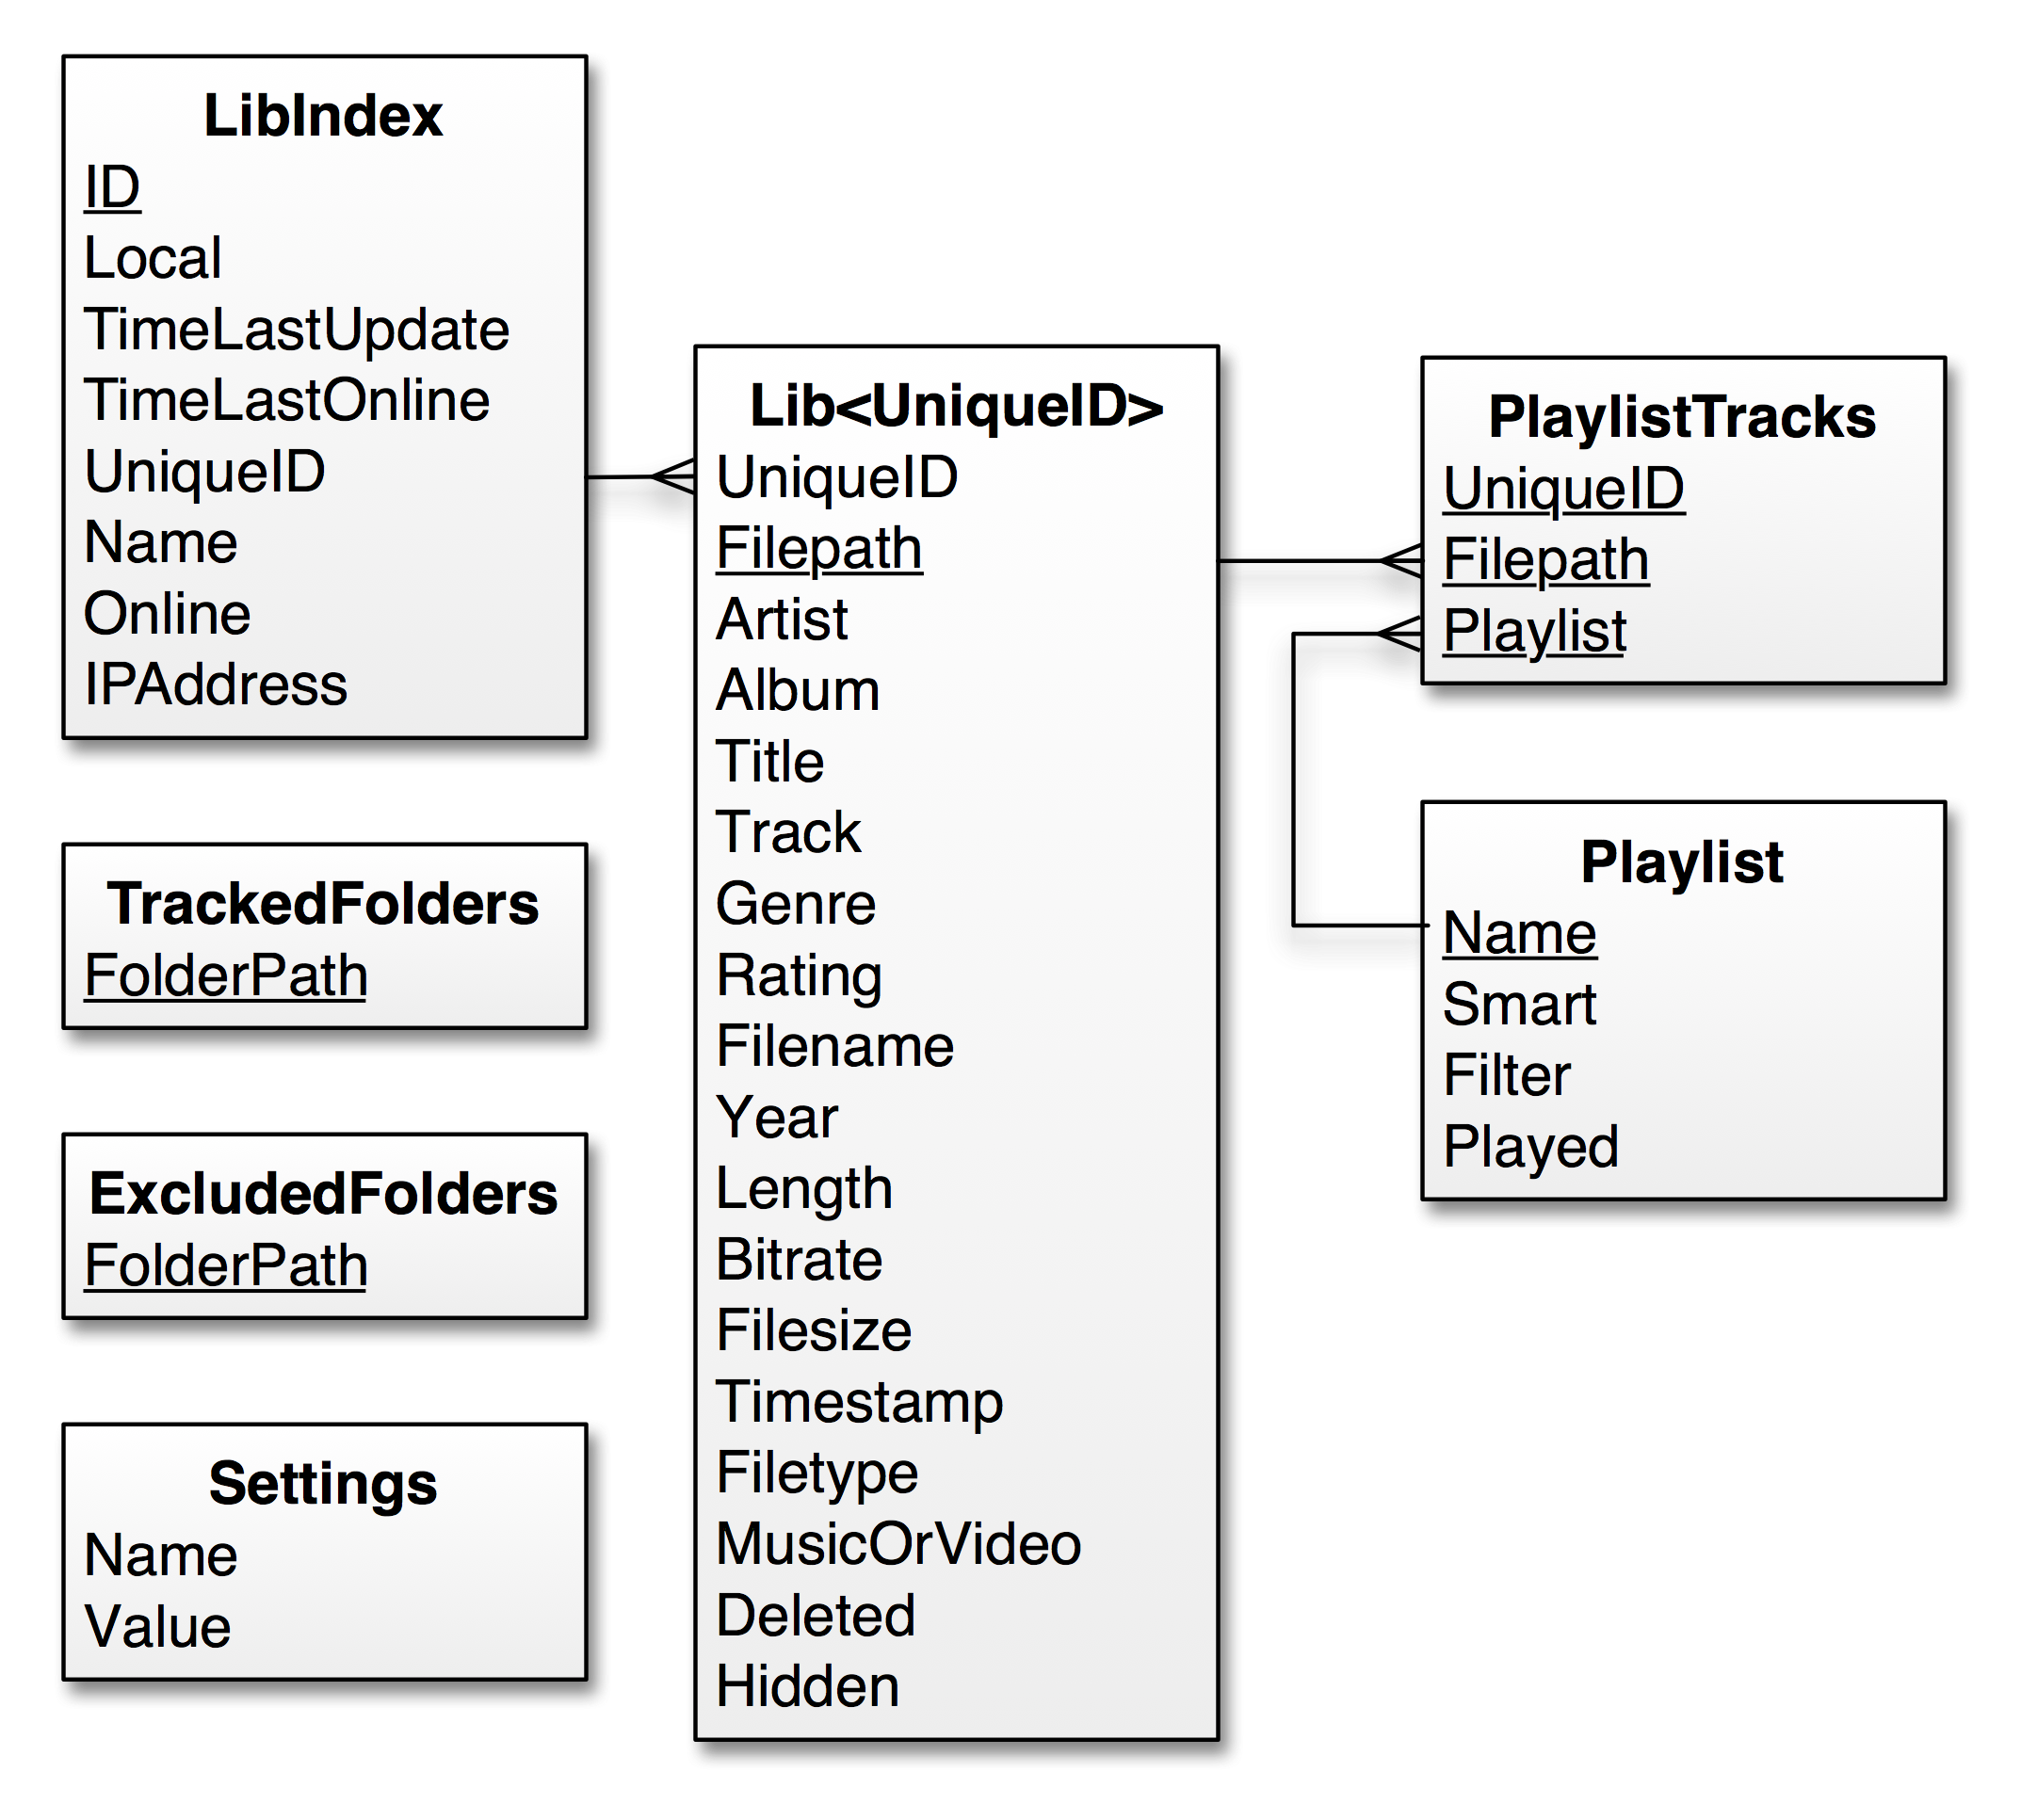 LibIndex
ID
Local
TimeLastUpdate
TimeLastOnline
UniqueID
Name
Online
IPAddress
TrackedFolders
FolderPath
ExcludedFolders
FolderPath
Settings
Name
Value
Lib<UniqueID>
UniqueID
Filepath
Artist
Album
Title
Track
Genre
Rating
Filename
Year
Length
Bitrate
Filesize
Timestamp
Filetype
MusicOrVideo
Deleted
Hidden
PlaylistTracks
UniqueID
Filepath
Playlist
Playlist
Name
Smart
Filter
Played